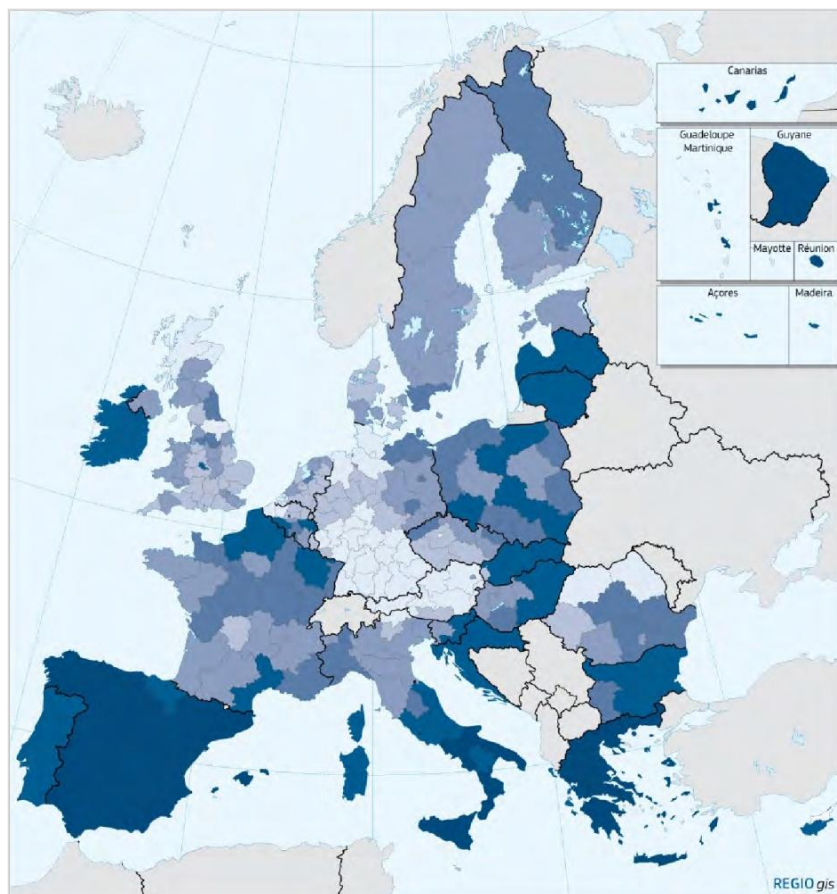 Canarias
Guadeloupe
Martinique
Guyane
Mayotte
Réunion
Açores
Madeira
REGIOgis